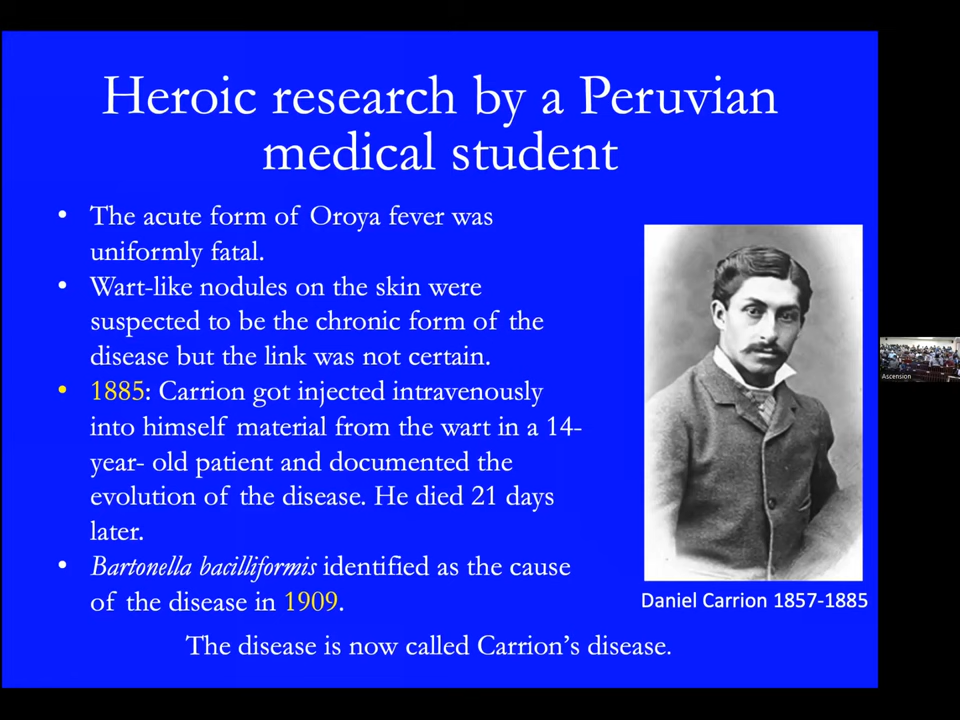 Heroic research by a Peruvian
medical student
• The acute form of Oroya fever was
uniformly fatal.
• Wart-like nodules on the skin were
suspected to be the chronic form of the
disease but the link was not certain.
• 1885: Carrion got injected intravenously
into himself material from the wart in a 14-
year- old patient and documented the
evolution of the disease. He died 21 days
later.
• Bartonella bacilliformis identified as the cause
of the disease in 1909.
The disease is now called Carrion’s disease.
Daniel Carrion 1857-1885
Ascension